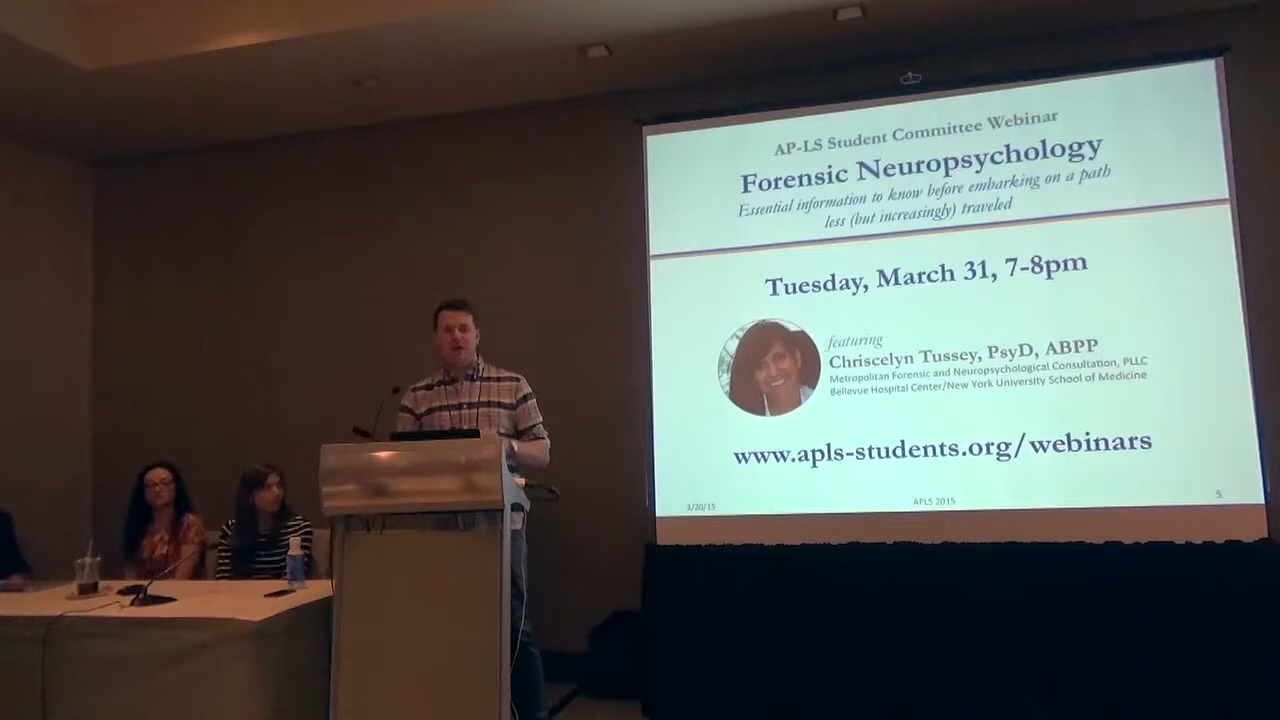 AP-LS Student Committee Webinar
Forensic Neuropsychology
Essential information to know before embarking on a path
less (but increasingly) traveled
Tuesday, March 31, 7-8pm
featuring
Chriscelyn Tussey, PsyD, ABPP
Metropolitan Forensic and Neuropsychological Consultation, PLLC
Bellevue Hospital Center/New York University School of Medicine
www.apls-students.org/webinars
3/20/15
APLS 2015
5